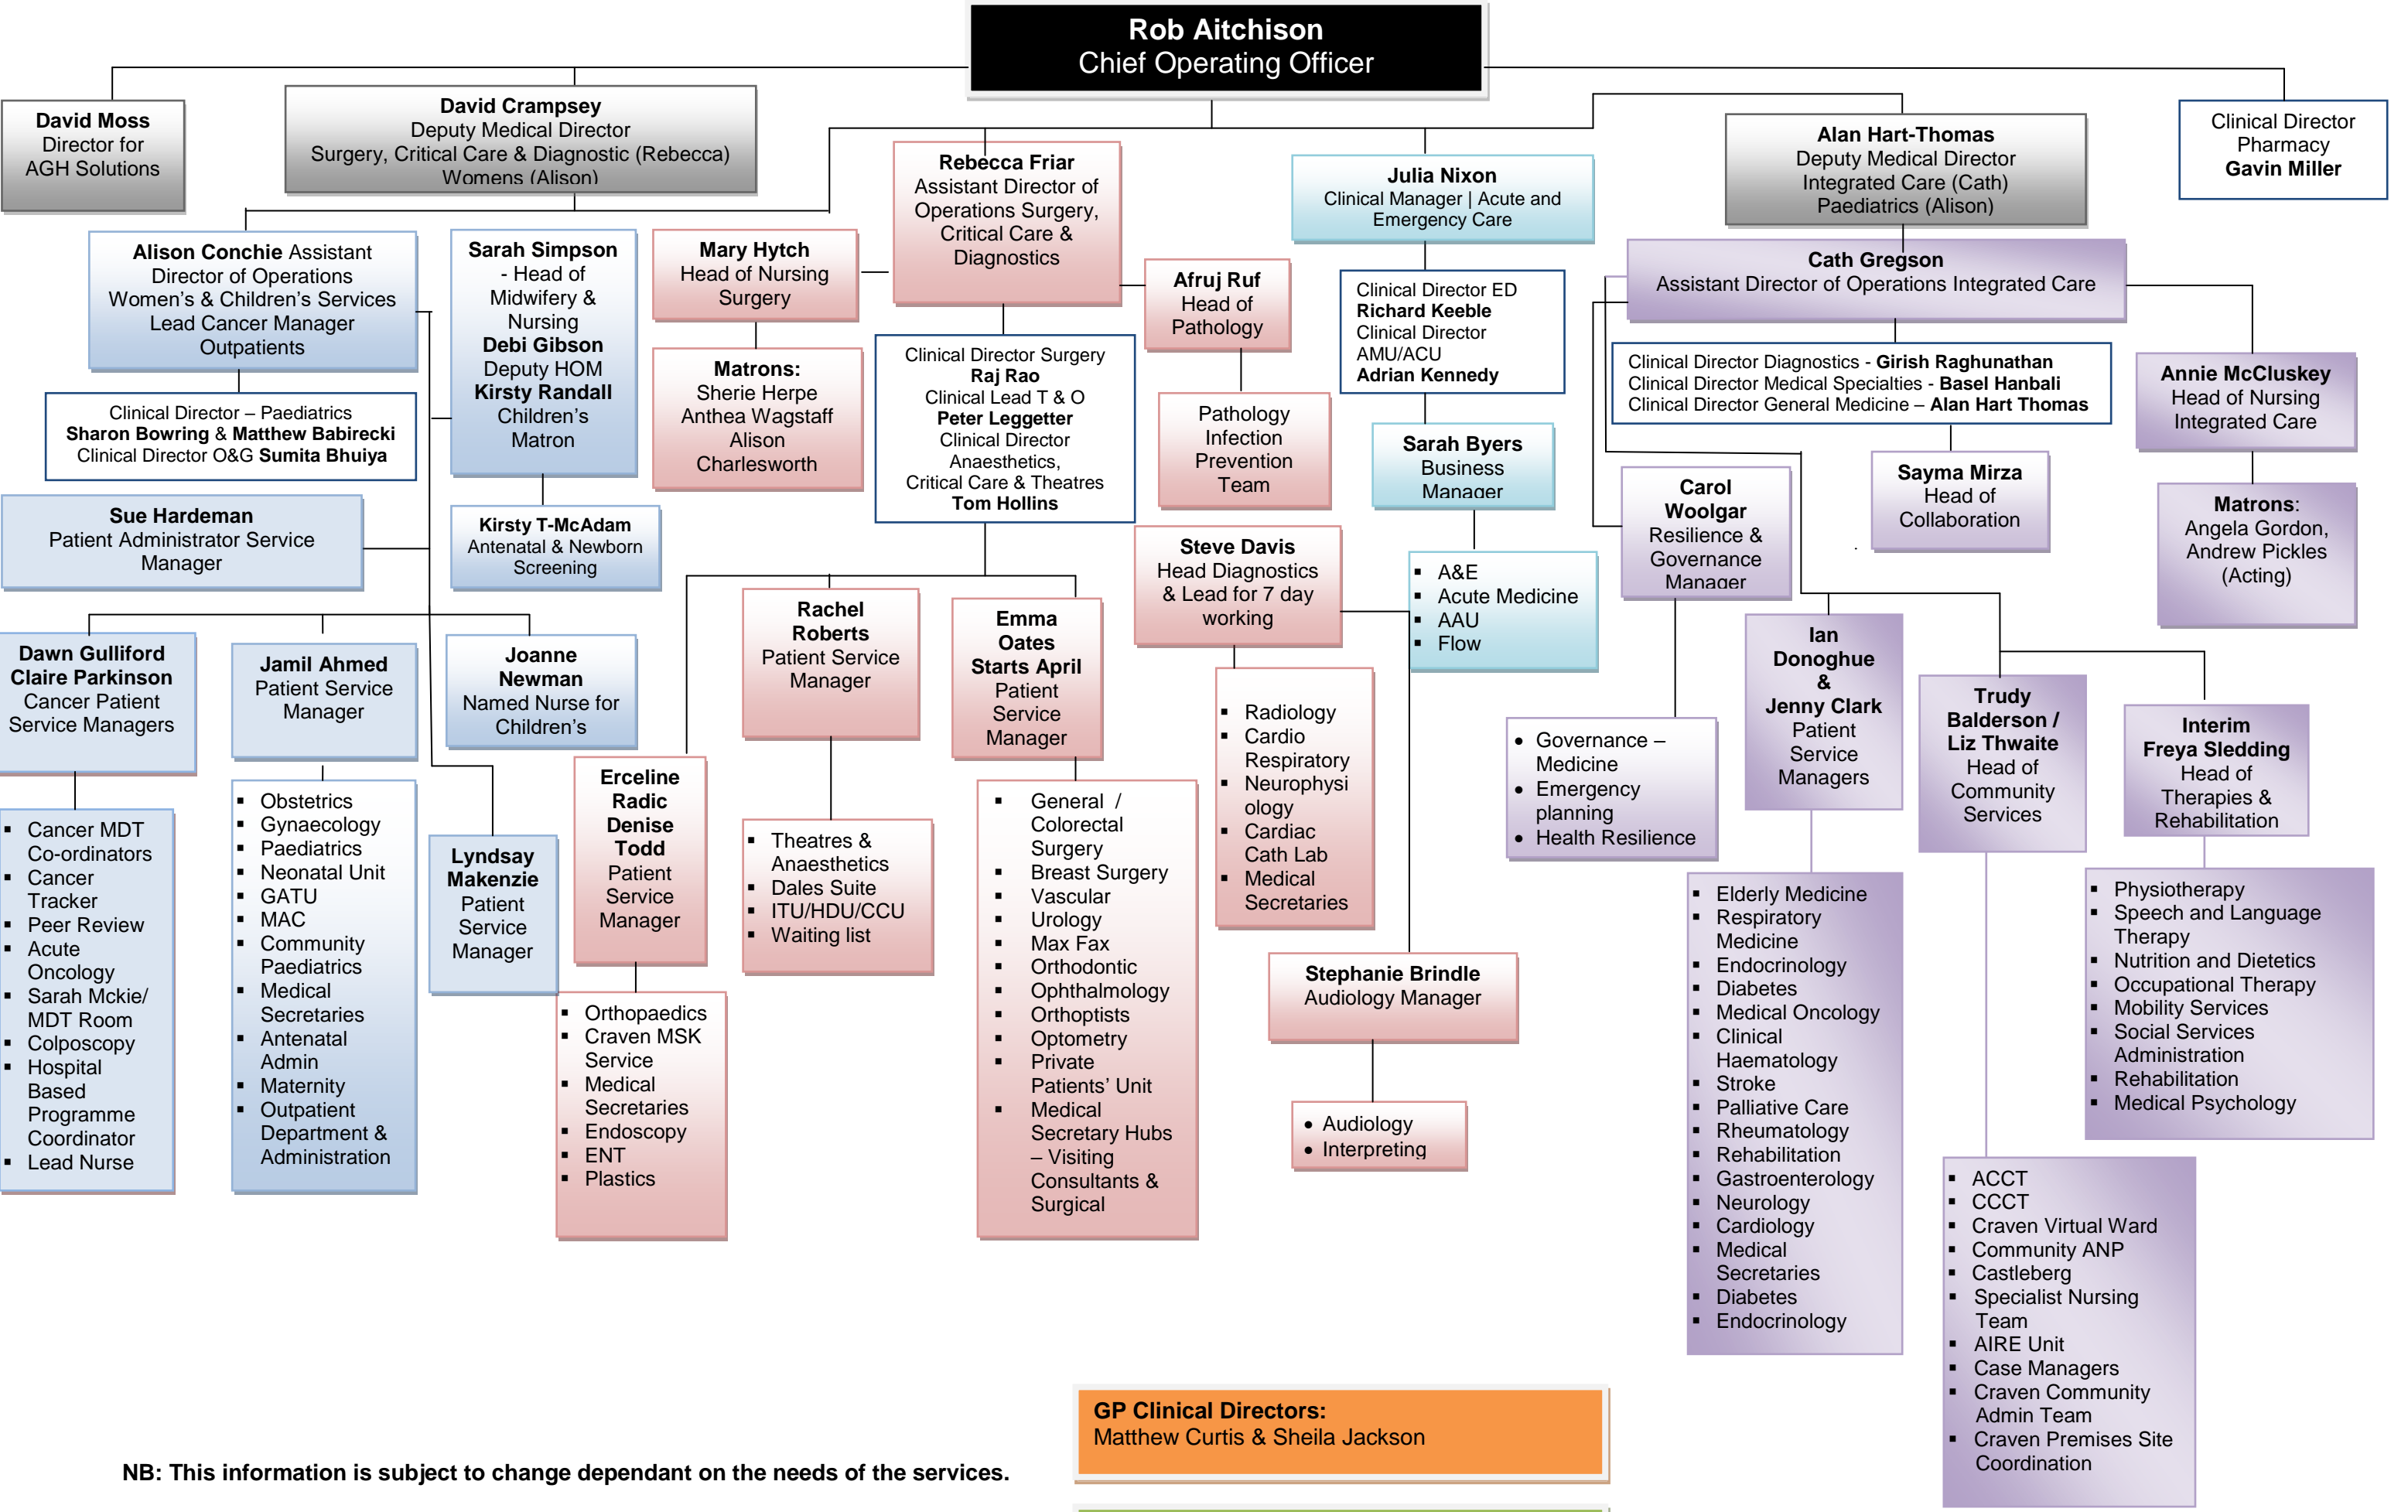 Rob Aitchison
Chief Operating Officer
David Moss
Director for
AGH Solutions
David Crampsey
Deputy Medical Director
Surgery, Critical Care & Diagnostic (Rebecca)
Womens (Alison)
Rebecca Friar
Assistant Director of
Operations Surgery,
Critical Care &
Diagnostics
Julia Nixon
Clinical Manager | Acute and
Emergency Care
Alan Hart-Thomas
Deputy Medical Director
Integrated Care (Cath)
Paediatrics (Alison)
Clinical Director
Pharmacy
Gavin Miller
Alison Conchie Assistant
Director of Operations
Women's & Children's Services
Lead Cancer Manager
Outpatients
Sarah Simpson
- Head of
Midwifery &
Nursing
Debi Gibson
Deputy HOM
Kirsty Randall
Children's
Matron
Mary Hytch
Head of Nursing
Surgery
Afruj Ruf
Head of
Pathology
Clinical Director ED
Richard Keeble
Clinical Director
AMU/ACU
Adrian Kennedy
Cath Gregson
Assistant Director of Operations Integrated Care
Clinical Director – Paediatrics
Sharon Bowring & Matthew Babirecki
Clinical Director O&G Sumita Bhuiya
Matrons:
Sherie Herpe
Anthea Wagstaff
Alison
Charlesworth
Clinical Director Surgery
Raj Rao
Clinical Lead T & O
Peter Leggetter
Clinical Director
Anaesthetics,
Critical Care & Theatres
Tom Hollins
Pathology
Infection
Prevention
Team
Sarah Byers
Business
Manager
Clinical Director Diagnostics - Girish Raghunathan
Clinical Director Medical Specialties - Basel Hanbali
Clinical Director General Medicine – Alan Hart Thomas
Annie McCluskey
Head of Nursing
Integrated Care
Sue Hardeman
Patient Administrator Service
Manager
Kirsty T-McAdam
Antenatal & Newborn
Screening
Steve Davis
Head Diagnostics
& Lead for 7 day
working
▪ A&E
▪ Acute Medicine
▪ AAU
▪ Flow
Carol
Woolgar
Resilience &
Governance
Manager
Sayma Mirza
Head of
Collaboration
Matrons:
Angela Gordon,
Andrew Pickles
(Acting)
Dawn Gulliford
Claire Parkinson
Cancer Patient
Service Managers
Jamil Ahmed
Patient Service
Manager
Joanne
Newman
Named Nurse for
Children's
Rachel
Roberts
Patient Service
Manager
Emma
Oates
Starts April
Patient
Service
Manager
▪ Radiology
▪ Cardio
Respiratory
▪ Neurophysi
ology
▪ Cardiac
Cath Lab
▪ Medical
Secretaries
• Governance –
Medicine
• Emergency
planning
• Health Resilience
Ian
Donoghue
&
Jenny Clark
Patient
Service
Managers
Trudy
Balderson /
Liz Thwaite
Head of
Community
Services
Interim
Freya Sledding
Head of
Therapies &
Rehabilitation
▪ Cancer MDT
Co-ordinators
▪ Cancer
Tracker
▪ Peer Review
▪ Acute
Oncology
▪ Sarah Mckie/
MDT Room
▪ Colposcopy
▪ Hospital
Based
Programme
Coordinator
▪ Lead Nurse
▪ Obstetrics
▪ Gynaecology
▪ Paediatrics
▪ Neonatal Unit
▪ GATU
▪ MAC
▪ Community
Paediatrics
▪ Medical
Secretaries
▪ Antenatal
Admin
▪ Maternity
▪ Outpatient
Department &
Administration
Lyndsay
Makenzie
Patient
Service
Manager
Erceline
Radic
Denise
Todd
Patient
Service
Manager
▪ Orthopaedics
▪ Craven MSK
Service
▪ Medical
Secretaries
▪ Endoscopy
▪ ENT
▪ Plastics
▪ Theatres &
Anaesthetics
▪ Dales Suite
▪ ITU/HDU/CCU
▪ Waiting list
▪ General /
Colorectal
Surgery
▪ Breast Surgery
▪ Vascular
▪ Urology
▪ Max Fax
▪ Orthodontic
▪ Ophthalmology
▪ Orthoptists
▪ Optometry
▪ Private
Patients' Unit
▪ Medical
Secretary Hubs
– Visiting
Consultants &
Surgical
Stephanie Brindle
Audiology Manager
• Audiology
• Interpreting
▪ Elderly Medicine
▪ Respiratory
Medicine
▪ Endocrinology
▪ Diabetes
▪ Medical Oncology
▪ Clinical
Haematology
▪ Stroke
▪ Palliative Care
▪ Rheumatology
▪ Rehabilitation
▪ Gastroenterology
▪ Neurology
▪ Cardiology
▪ Medical
Secretaries
▪ Diabetes
▪ Endocrinology
▪ Physiotherapy
▪ Speech and Language
Therapy
▪ Nutrition and Dietetics
▪ Occupational Therapy
▪ Mobility Services
▪ Social Services
Administration
▪ Rehabilitation
▪ Medical Psychology
▪ ACCT
▪ CCCT
▪ Craven Virtual Ward
▪ Community ANP
▪ Castleberg
▪ Specialist Nursing
Team
▪ AIRE Unit
▪ Case Managers
▪ Craven Community
Admin Team
▪ Craven Premises Site
Coordination
GP Clinical Directors:
Matthew Curtis & Sheila Jackson
NB: This information is subject to change dependant on the needs of the services.